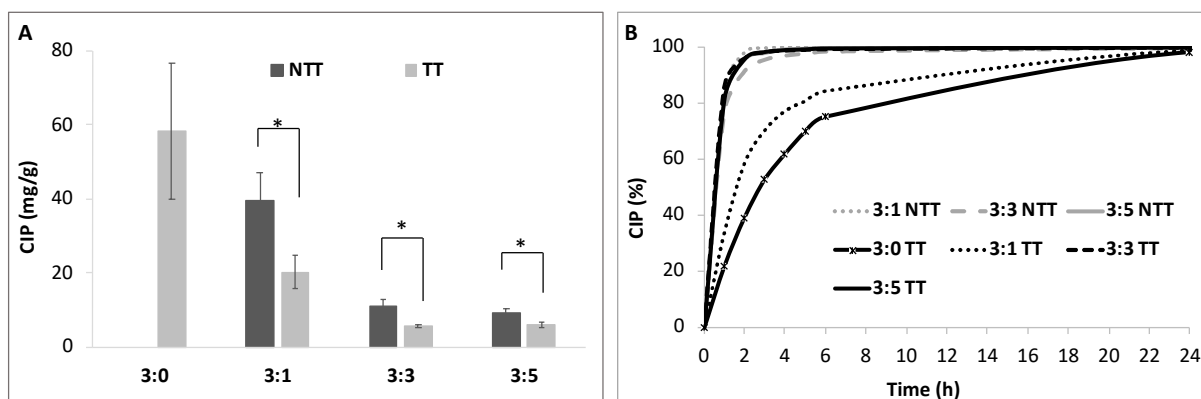 A
CIP (mg/g)
80
60
40
20
0
NTT
TT
*
*
*
3:0
3:1
3:3
3:5
B
CIP (%)
100
80
60
40
20
0
3:1 NTT
3:3 NTT
3:5 NTT
3:0 TT
3:1 TT
3:3 TT
3:5 TT
0 2 4 6 8 10 12 14 16 18 20 22 24
Time (h)